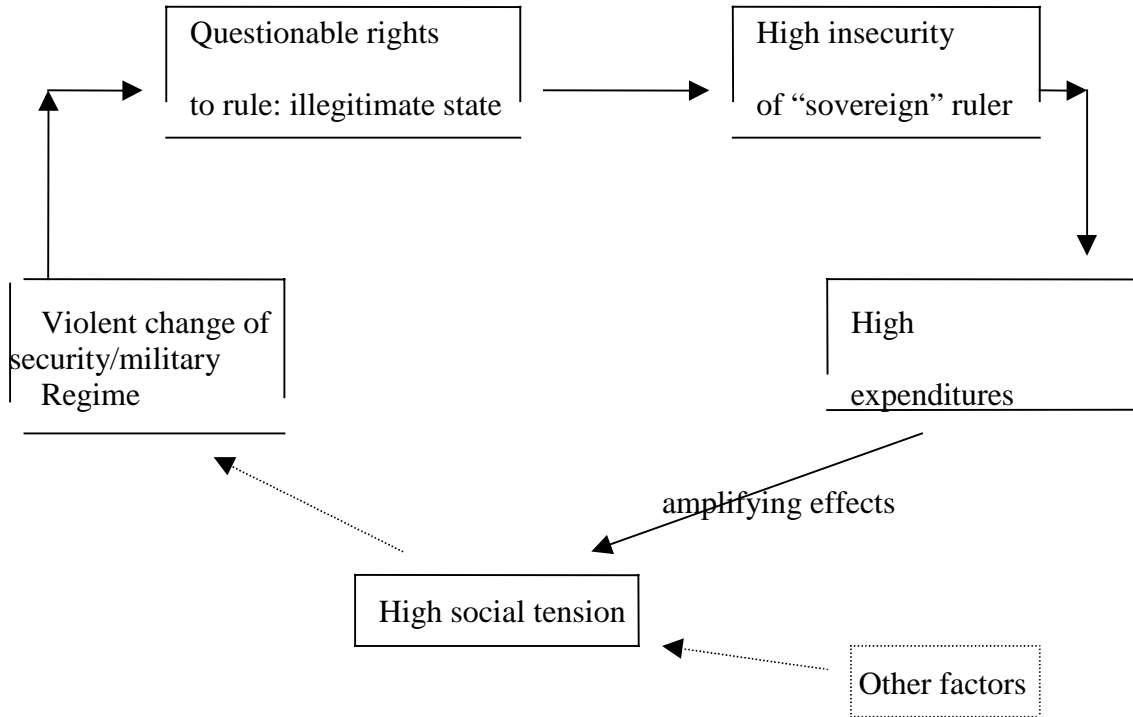 Questionable rights
to rule: illegitimate state
High insecurity
of “sovereign” ruler
Violent change of
security/military
Regime
High
expenditures
amplifying effects
High social tension
Other factors